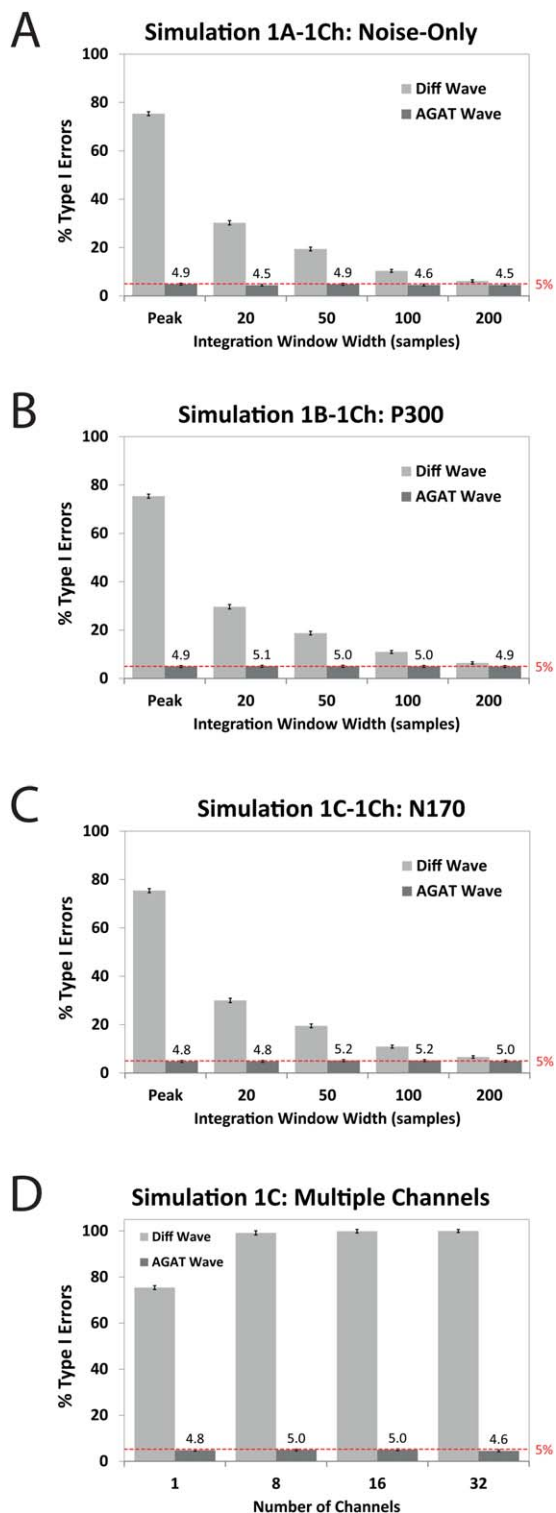 A
Simulation 1A-1Ch: Noise-Only
100
80
60
40
20
0
% Type I Errors
Diff Wave
AGAT Wave
4.9
4.5
4.9
4.6
4.5
5%
Peak 20 50 100 200
Integration Window Width (samples)
B
Simulation 1B-1Ch: P300
100
80
60
40
20
0
% Type I Errors
Diff Wave
AGAT Wave
4.9
5.1
5.0
5.0
4.9
5%
Peak 20 50 100 200
Integration Window Width (samples)
C
Simulation 1C-1Ch: N170
100
80
60
40
20
0
% Type I Errors
Diff Wave
AGAT Wave
4.8
4.8
5.2
5.2
5.0
5%
Peak 20 50 100 200
Integration Window Width (samples)
D
Simulation 1C: Multiple Channels
100
80
60
40
20
0
% Type I Errors
Diff Wave
AGAT Wave
4.8
5.0
5.0
4.6
5%
1 8 16 32
Number of Channels